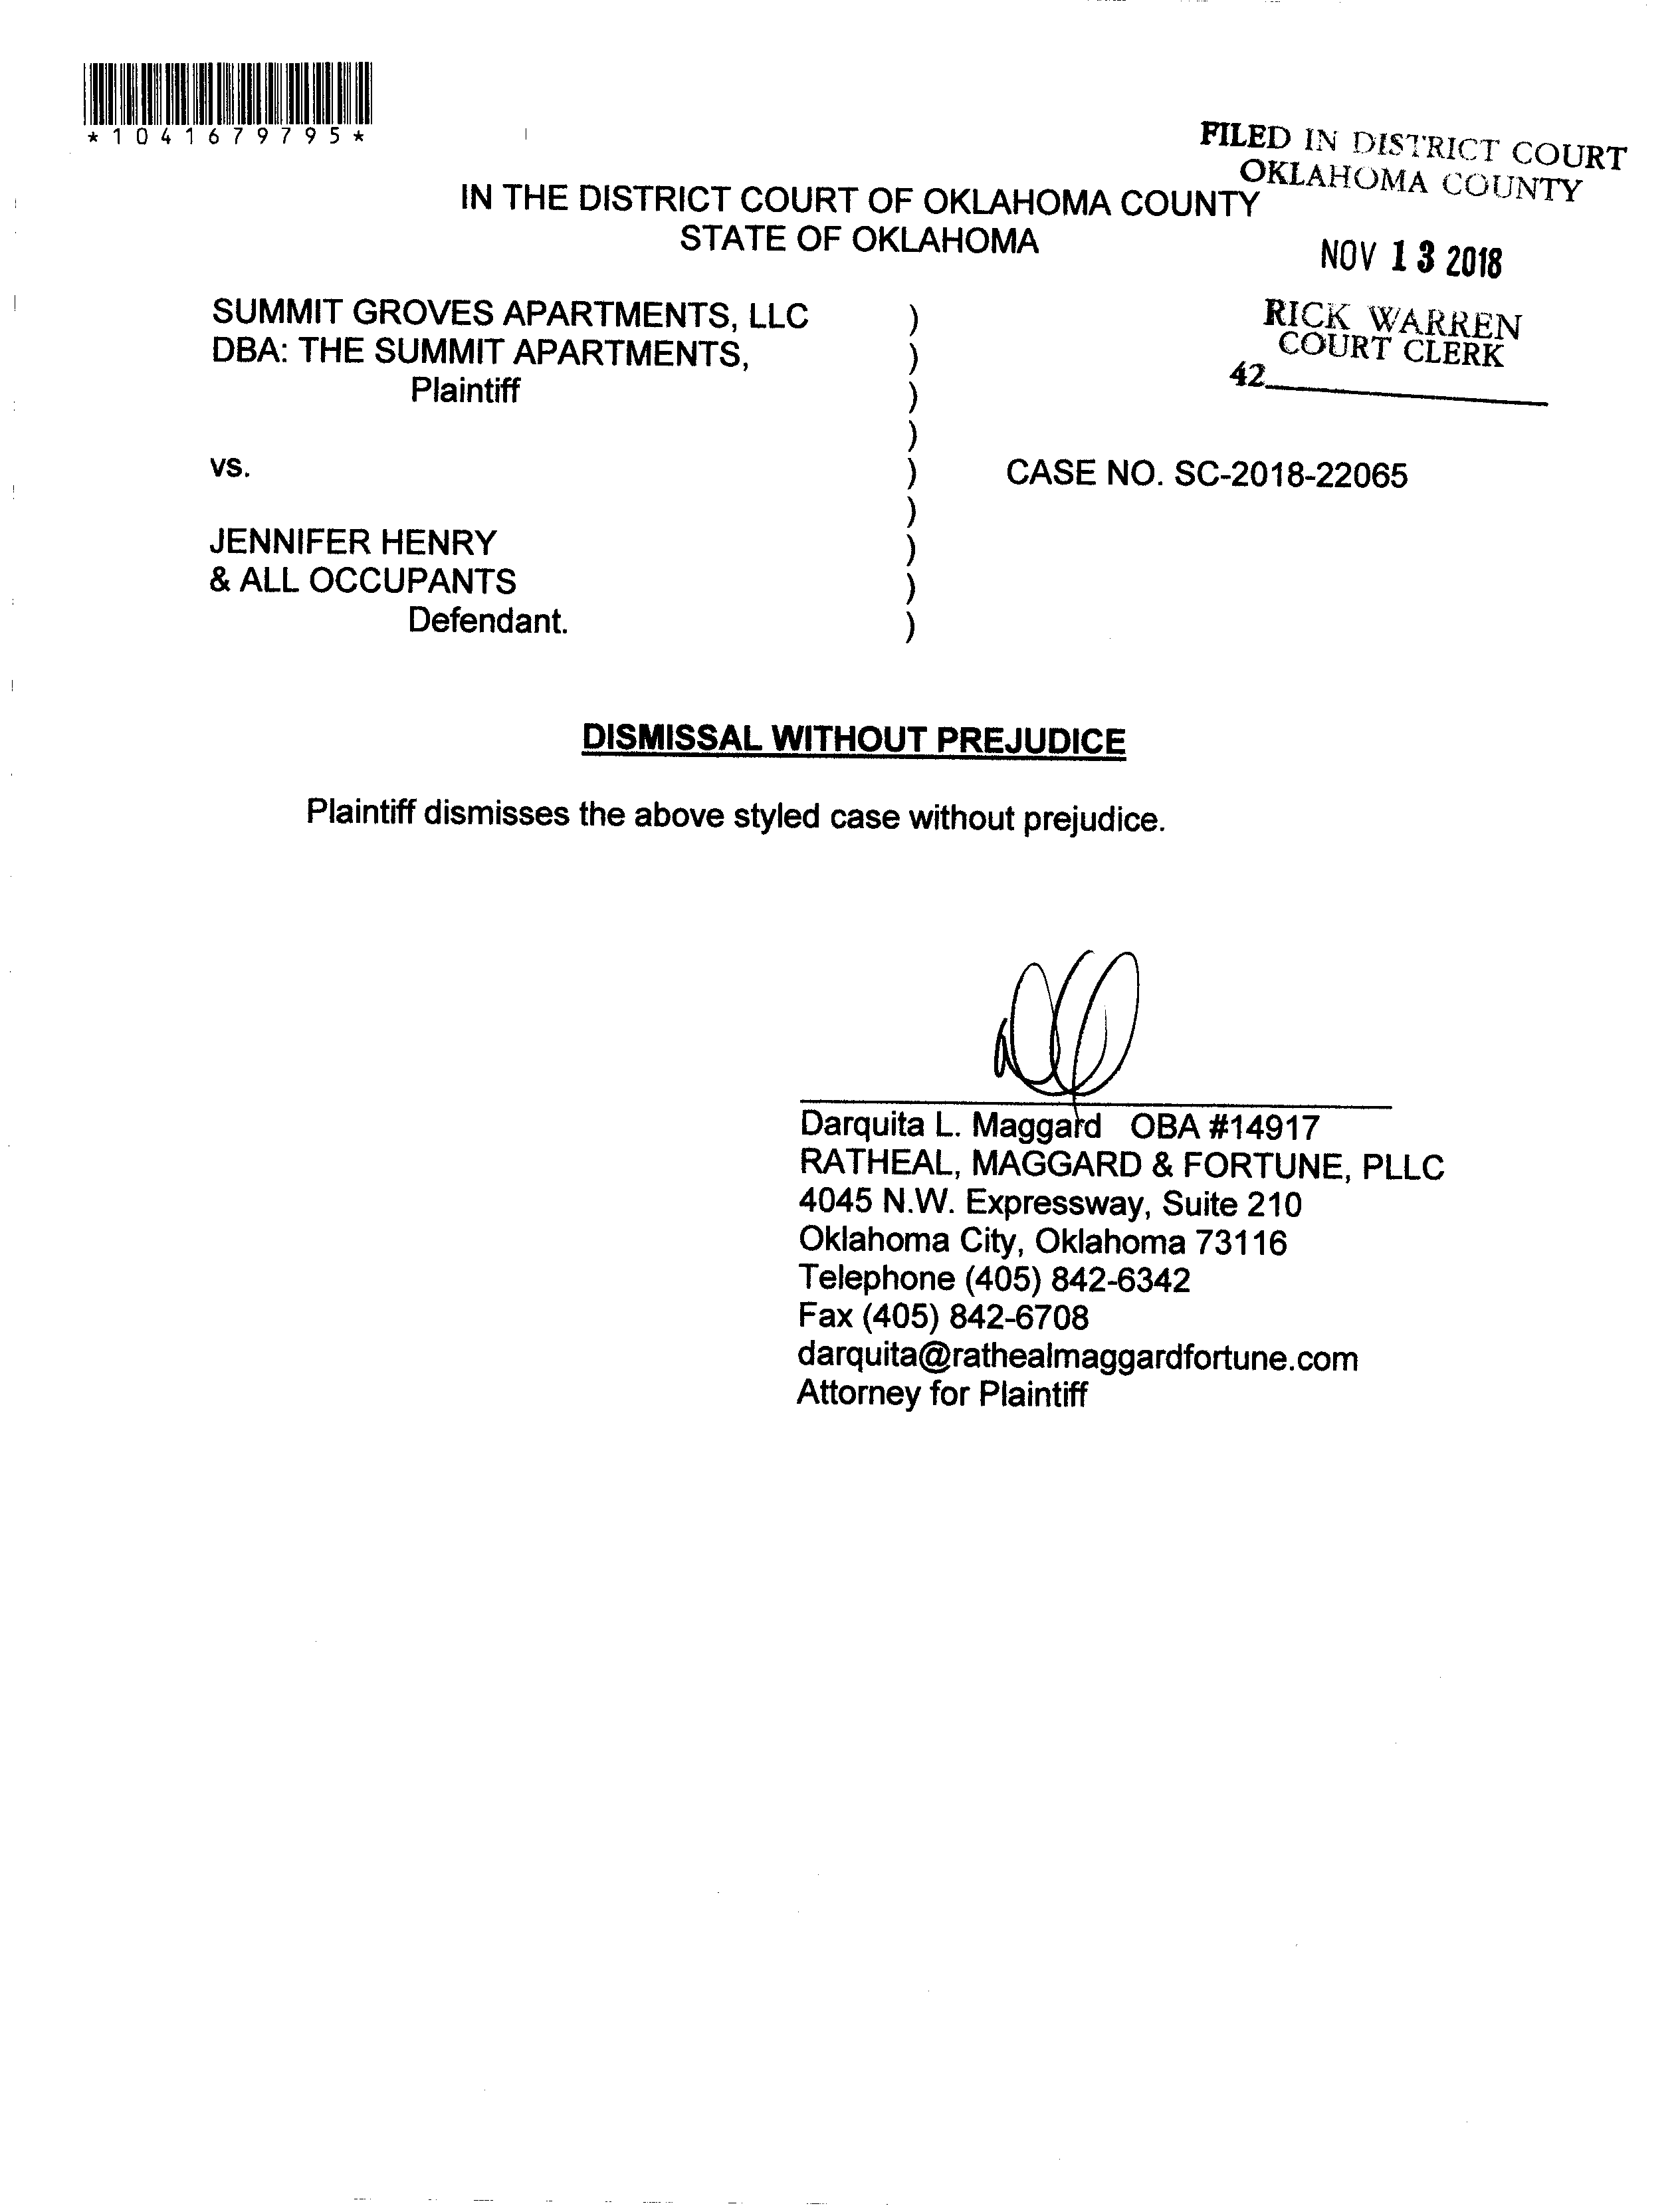 *1041679795*
FILED IN DISTRICT COURT
OKLAHOMA COUNTY
IN THE DISTRICT COURT OF OKLAHOMA COUNTY
STATE OF OKLAHOMA
NOV 13 2018
RICK WARREN
COURT CLERK
42
SUMMIT GROVES APARTMENTS, LLC )
DBA: THE SUMMIT APARTMENTS, )
Plaintiff )
)
vs. ) CASE NO. SC-2018-22065
)
JENNIFER HENRY )
& ALL OCCUPANTS )
Defendant. )
DISMISSAL WITHOUT PREJUDICE
Plaintiff dismisses the above styled case without prejudice.
Darquita L. Maggard OBA #14917
RATHEAL, MAGGARD & FORTUNE, PLLC
4045 N.W. Expressway, Suite 210
Oklahoma City, Oklahoma 73116
Telephone (405) 842-6342
Fax (405) 842-6708
darquita@rathealmaggardfortune.com
Attorney for Plaintiff